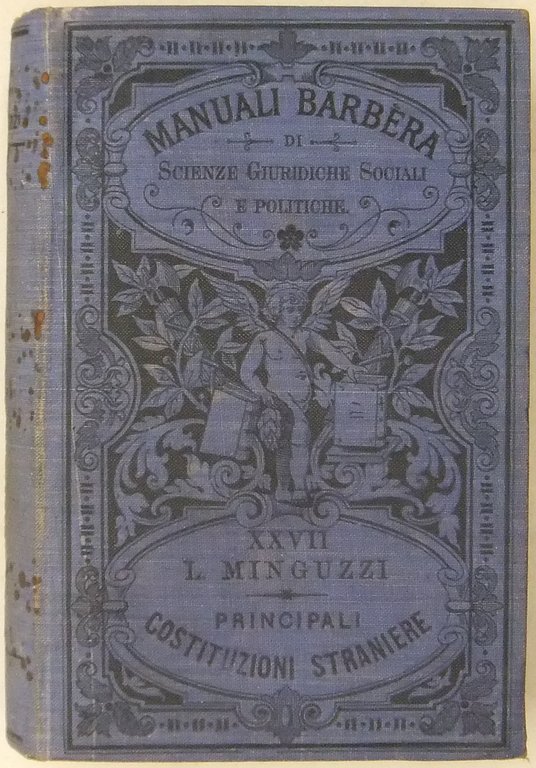 MANUALI BARBÈRA
DI
SCIENZE GIURIDICHE SOCIALI
E POLITICHE.
XXVII
L. MINGUZZI
PRINCIPALI
COSTITUZIONI STRANIERE